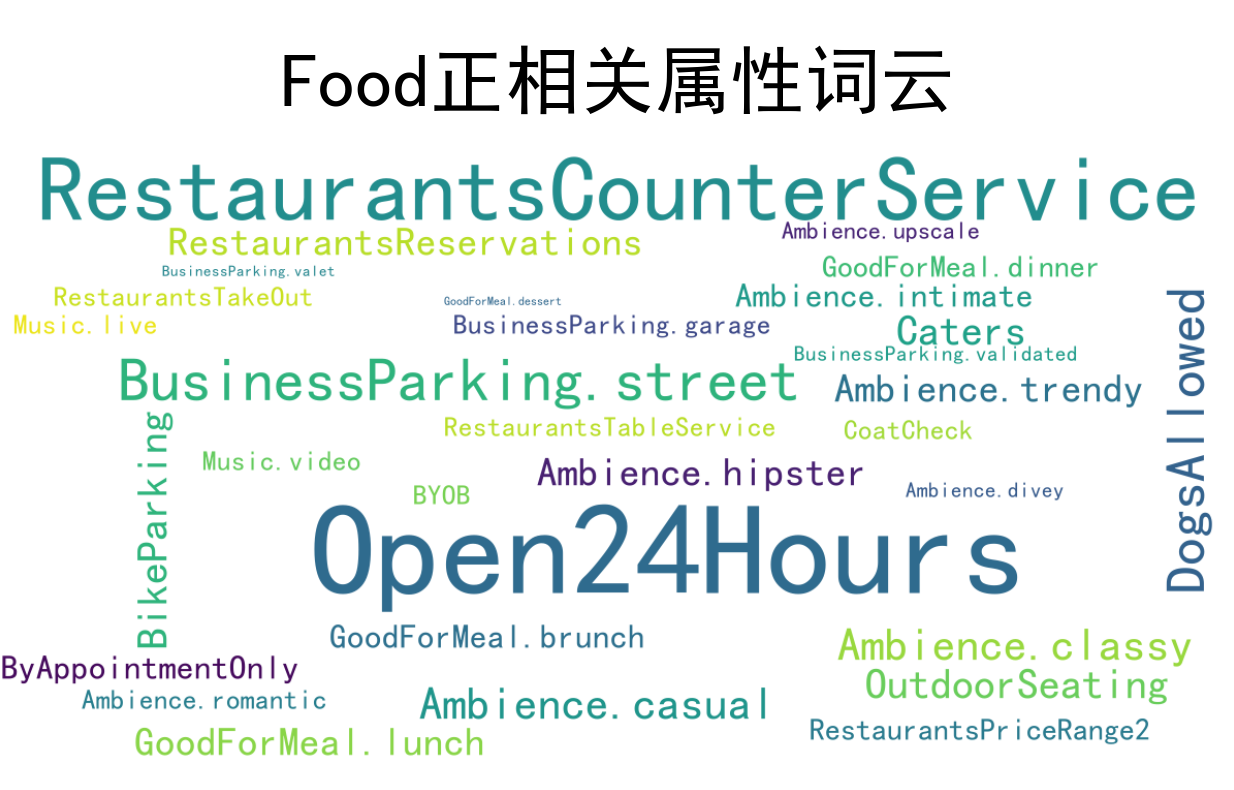 Food正相关属性词云
RestaurantsCounterService
RestaurantsReservations
Ambience.upscale
BusinessParking.valet
GoodForMeal.dinner
RestaurantsTakeOut
GoodForMeal.dessert
Ambience.intimate
Music.live
BusinessParking.garage
Caters
BusinessParking.validated
DogsAllowed
BusinessParking.street
Ambience.trendy
BikeParking
RestaurantsTableService
CoatCheck
Music.video
Ambience.hipster
BYOB
Ambience.divey
Open24Hours
GoodForMeal.brunch
Ambience.classy
ByAppointmentOnly
OutdoorSeating
Ambience.romantic
Ambience.casual
RestaurantsPriceRange2
GoodForMeal.lunch